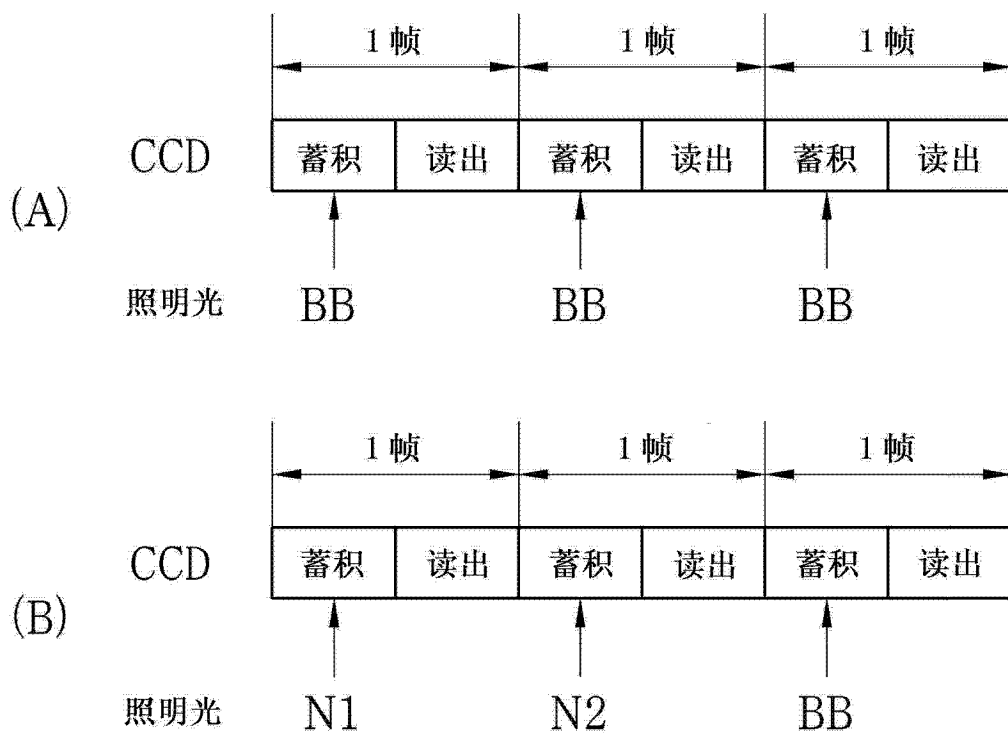 1帧 1帧 1帧
CCD 蓄积 读出 蓄积 读出 蓄积 读出
(A)
照明光 BB BB BB
1帧 1帧 1帧
CCD 蓄积 读出 蓄积 读出 蓄积 读出
(B)
照明光 N1 N2 BB